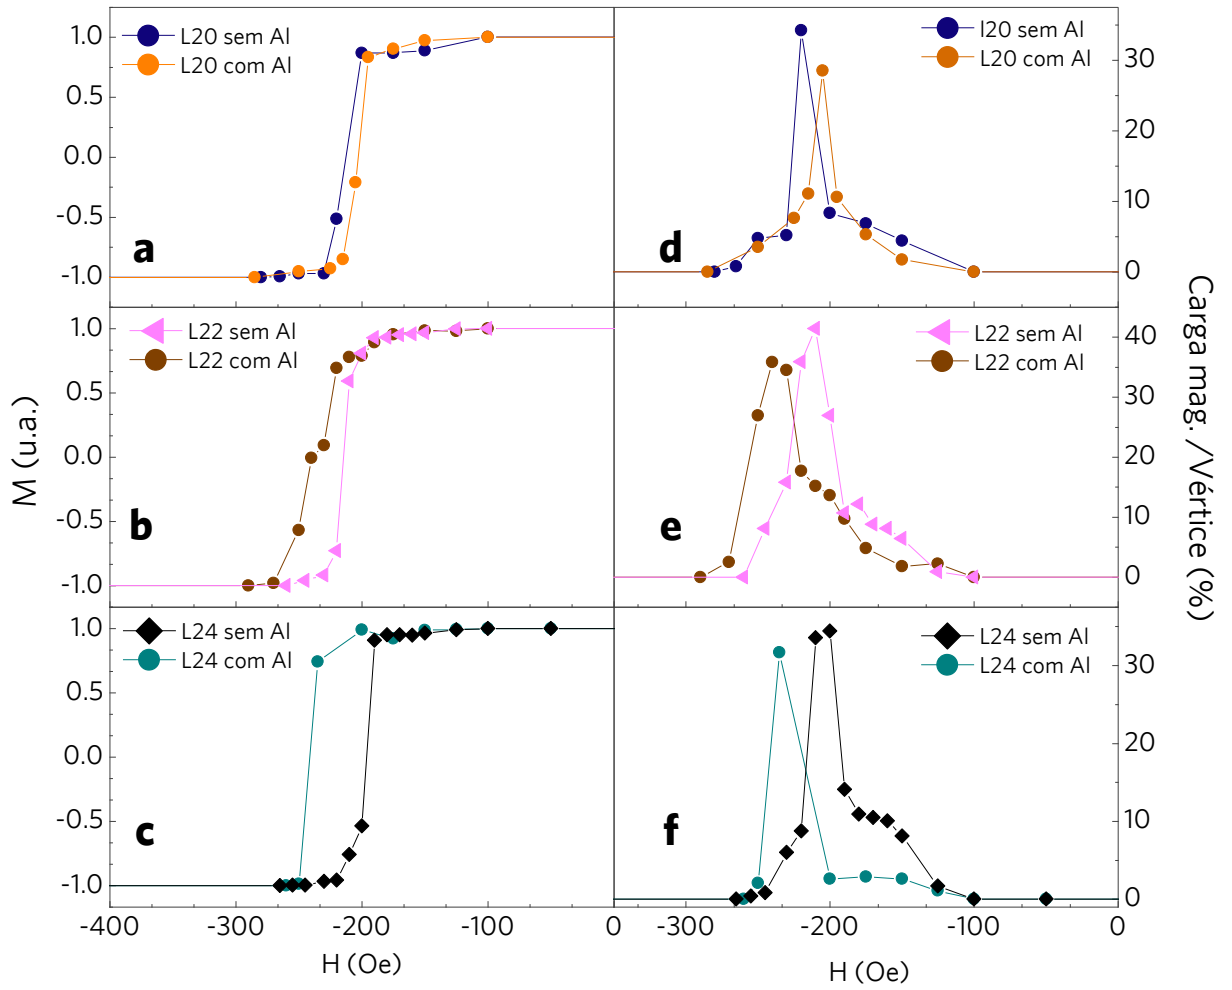 L20 sem Al
L20 com Al
1.0
0.5
0.0
-0.5
-1.0
a
l20 sem Al
L20 com Al
30
20
10
0
d
L22 sem Al
L22 com Al
1.0
0.5
0.0
-0.5
-1.0
b
L22 sem Al
L22 com Al
40
30
20
10
0
e
L24 sem Al
L24 com Al
1.0
0.5
0.0
-0.5
-1.0
c
L24 sem Al
L24 com Al
30
20
10
0
f
M (u.a.)
Carga mag. /Vértice (%)
-400
-300
-200
-100
0
-300
-200
-100
0
H (Oe)
H (Oe)